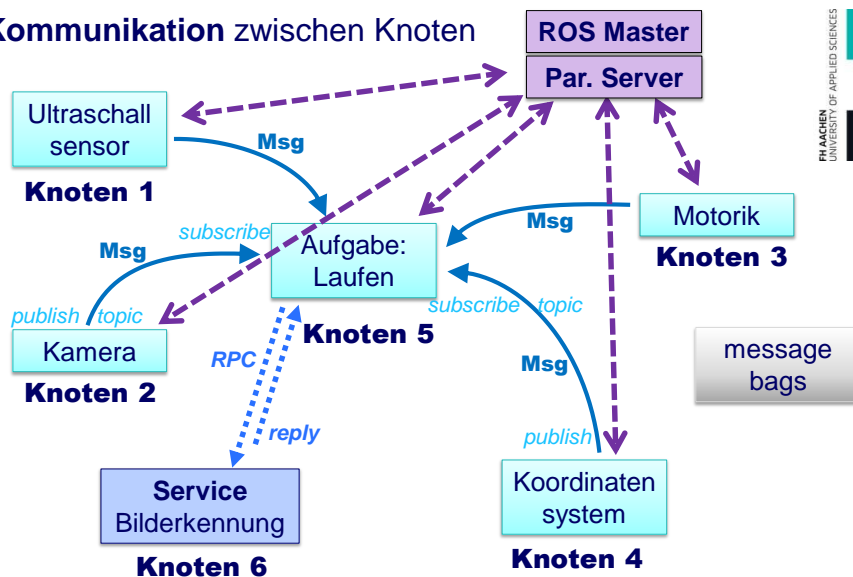 Kommunikation zwischen Knoten
ROS Master
Par. Server
FH AACHEN
UNIVERSITY OF APPLIED SCIENCES
Ultraschall
sensor
Knoten 1
Msg
Motorik
Knoten 3
Msg
subscribe
Msg
Aufgabe:
Laufen
Knoten 5
publish topic
Kamera
Knoten 2
subscribe topic
Msg
publish
RPC
reply
message
bags
Service
Bilderkennung
Knoten 6
Koordinaten
system
Knoten 4